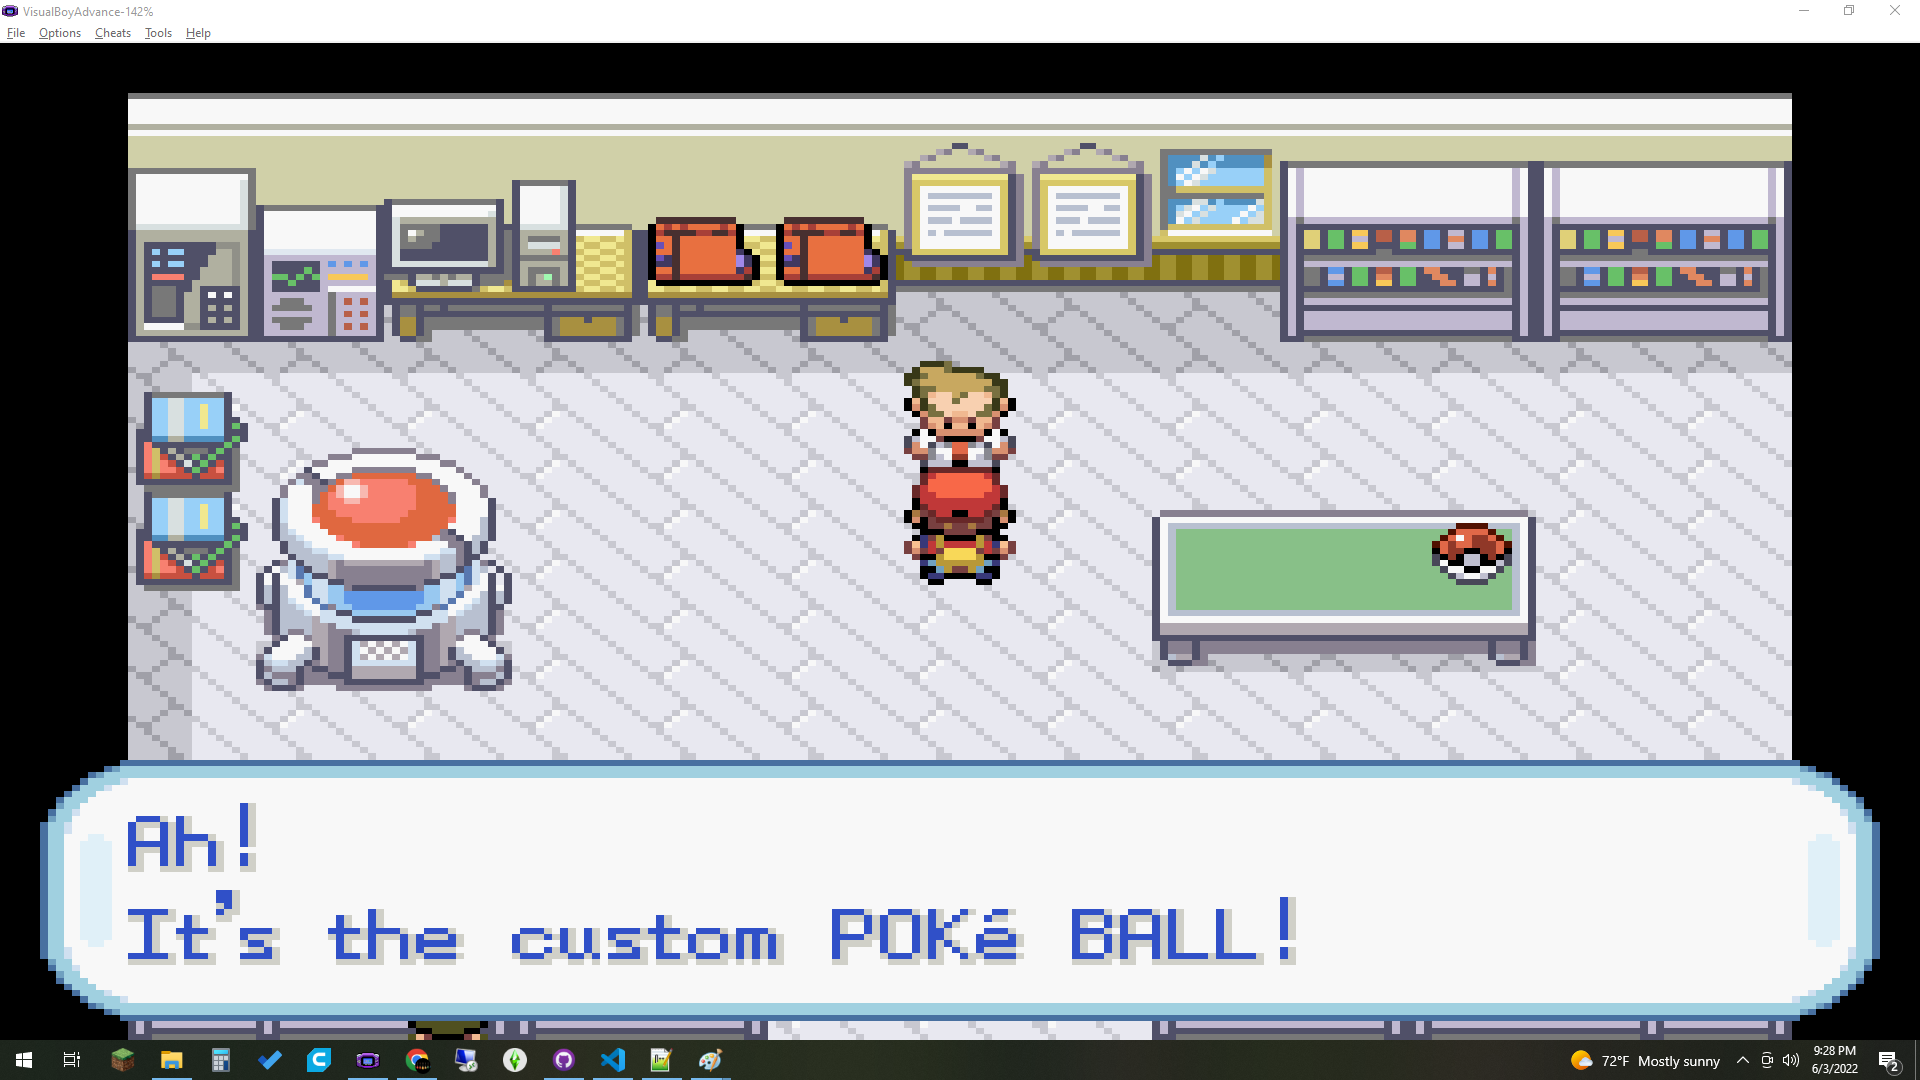 VisualBoyAdvance-142%
File Options Cheats Tools Help
Ah!
It's the custom POKé BALL!
72°F Mostly sunny
9:28 PM
6/3/2022
2